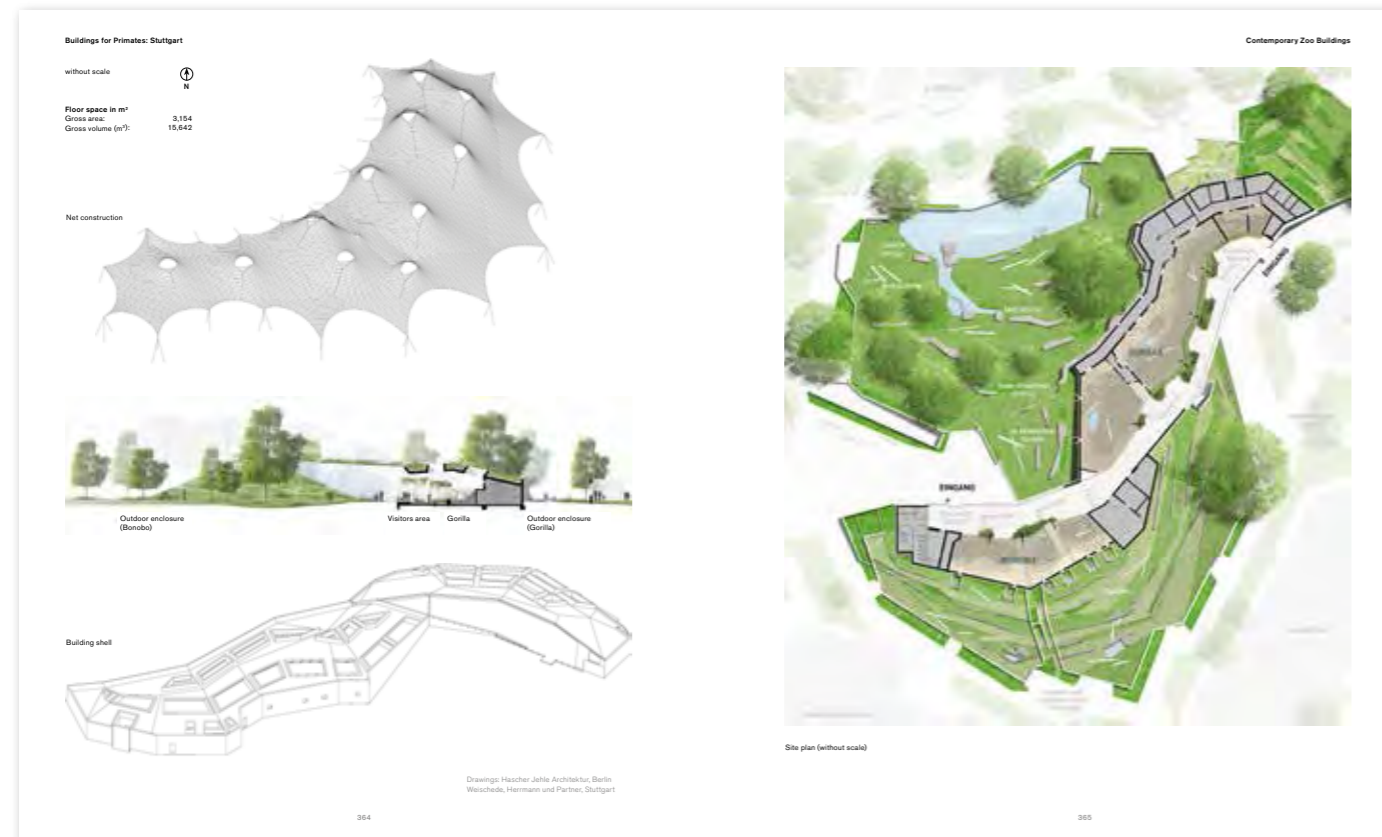 Buildings for Primates: Stuttgart
without scale
N
Floor space in m²
Gross area: 3,154
Gross volume (m³): 15,642
Net construction
Outdoor enclosure
(Bonobo)
Visitors area
Gorilla
Outdoor enclosure
(Gorilla)
Building shell
Drawings: Hascher Jehle Architektur, Berlin
Weischede, Herrmann und Partner, Stuttgart
364
Contemporary Zoo Buildings
EINGANG
EINGANG
Site plan (without scale)
365